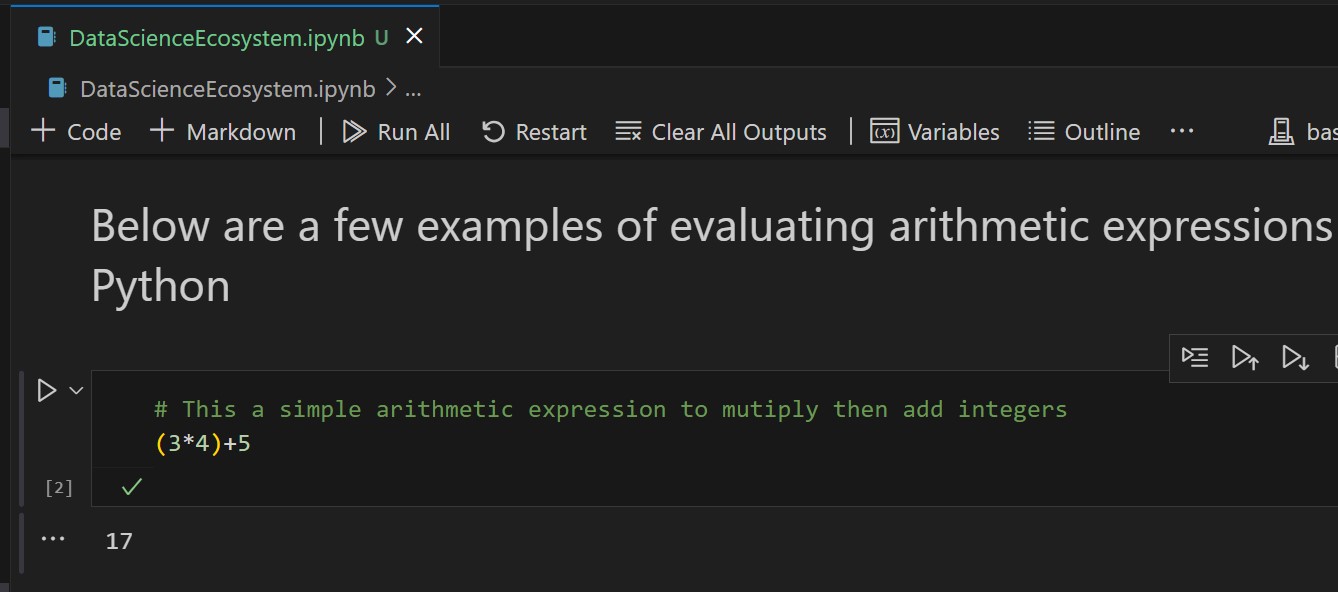 DataScienceEcosystem.ipynb U
DataScienceEcosystem.ipynb > ...
Code Markdown Run All Restart Clear All Outputs (x) Variables Outline ... bas
Below are a few examples of evaluating arithmetic expressions
Python
# This a simple arithmetic expression to mutiply then add integers
(3*4)+5
[2]
... 17